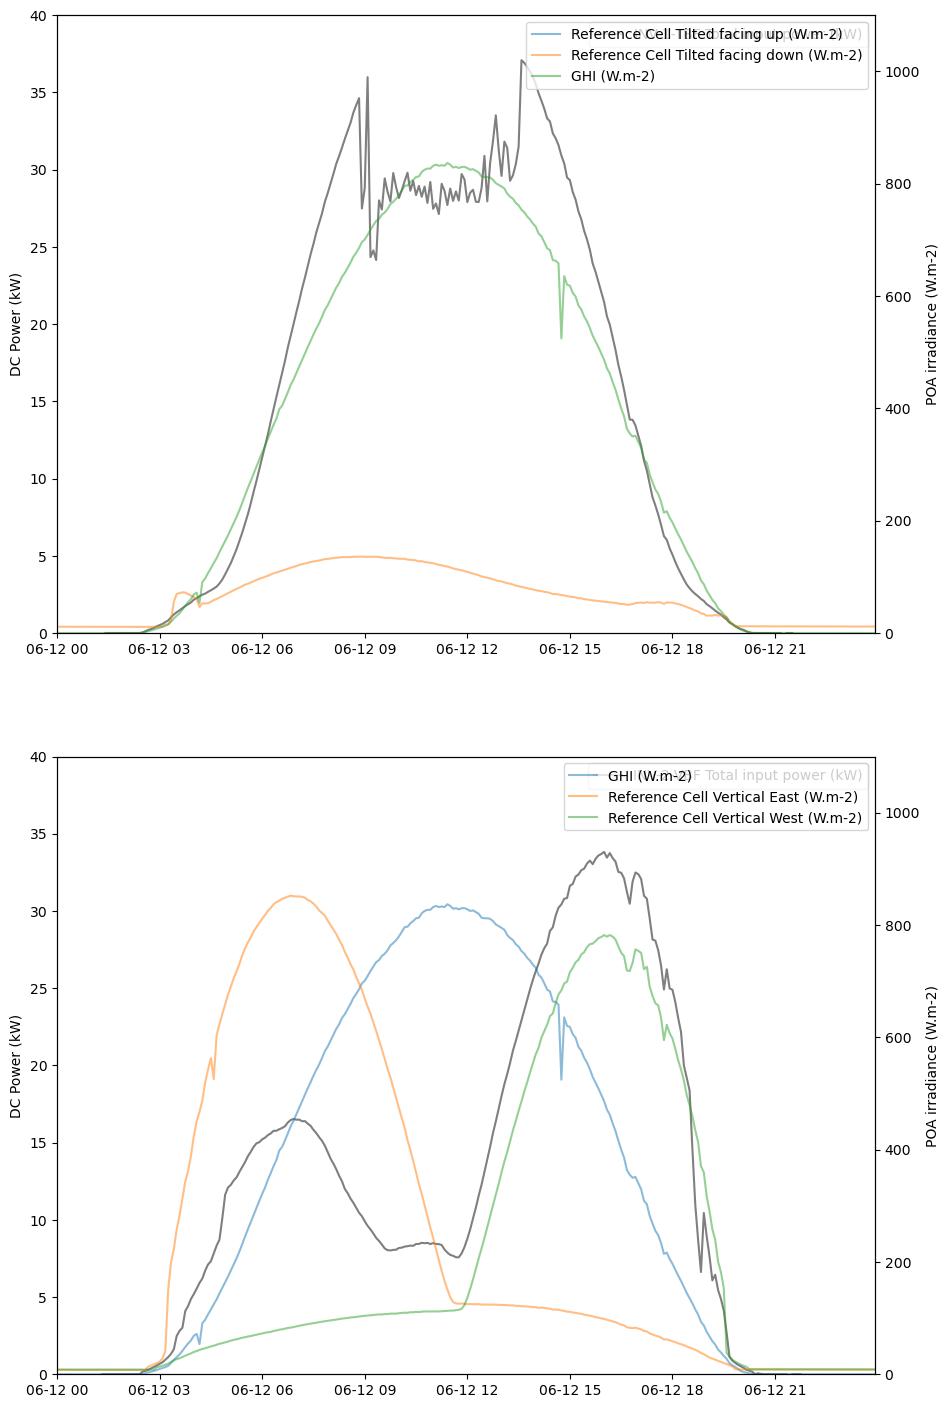 40
35
30
25
20
15
10
5
0
DC Power (kW)
Reference Cell Tilted facing up (W.m-2)
Reference Cell Tilted facing down (W.m-2)
GHI (W.m-2)
1000
800
600
400
200
0
POA irradiance (W.m-2)
06-12 00 06-12 03 06-12 06 06-12 09 06-12 12 06-12 15 06-12 18 06-12 21
40
35
30
25
20
15
10
5
0
DC Power (kW)
Total input power (kW)
GHI (W.m-2)
Reference Cell Vertical East (W.m-2)
Reference Cell Vertical West (W.m-2)
1000
800
600
400
200
0
POA irradiance (W.m-2)
06-12 00 06-12 03 06-12 06 06-12 09 06-12 12 06-12 15 06-12 18 06-12 21